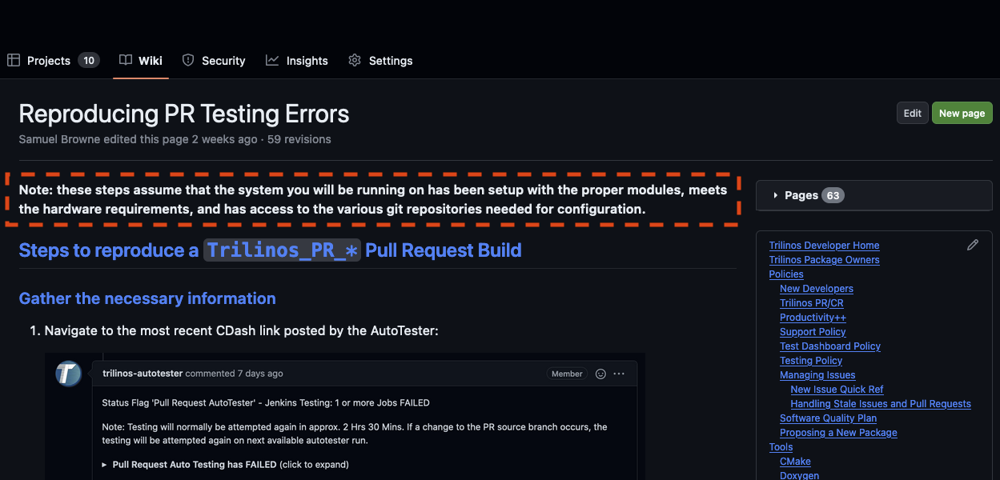 Projects 10 Wiki Security Insights Settings
Reproducing PR Testing Errors
Edit New page
Samuel Browne edited this page 2 weeks ago · 59 revisions
Note: these steps assume that the system you will be running on has been setup with the proper modules, meets
the hardware requirements, and has access to the various git repositories needed for configuration.
Steps to reproduce a Trilinos_PR_* Pull Request Build
Gather the necessary information
1. Navigate to the most recent CDash link posted by the AutoTester:
T
trilinos-autotester commented 7 days ago Member
Status Flag 'Pull Request AutoTester' - Jenkins Testing: 1 or more Jobs FAILED
Note: Testing will normally be attempted again in approx. 2 Hrs 30 Mins. If a change to the PR source branch occurs, the
testing will be attempted again on next available autotester run.
Pull Request Auto Testing has FAILED (click to expand)
Pages 63
Trilinos Developer Home
Trilinos Package Owners
Policies
New Developers
Trilinos PR/CR
Productivity++
Support Policy
Test Dashboard Policy
Testing Policy
Managing Issues
New Issue Quick Ref
Handling Stale Issues and Pull Requests
Software Quality Plan
Proposing a New Package
Tools
CMake
Doxygen